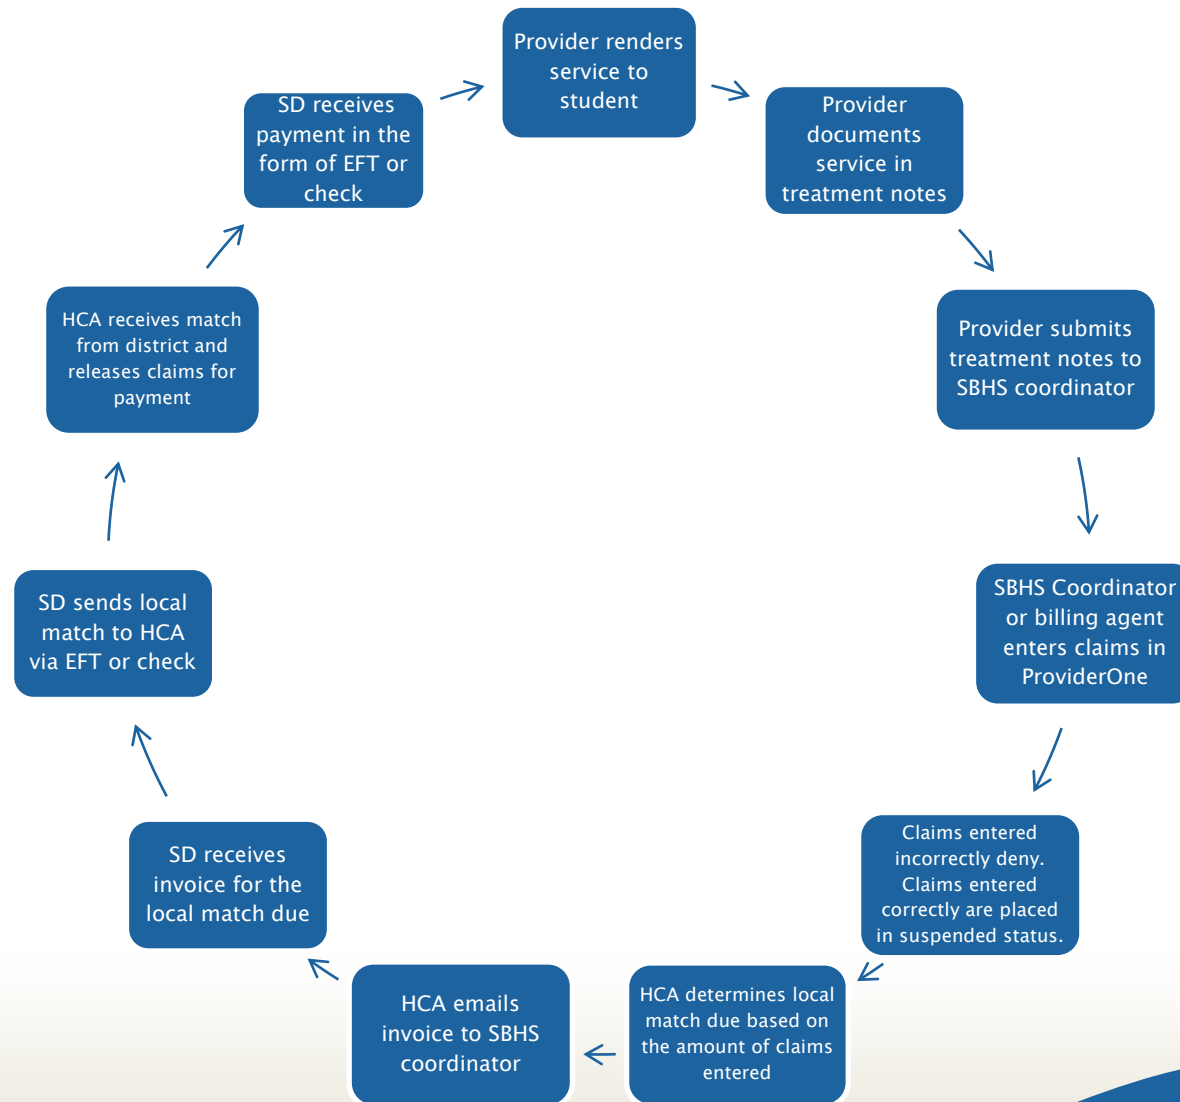 Provider renders
service to
student
Provider
documents
service in
treatment notes
Provider submits
treatment notes to
SBHS coordinator
SBHS Coordinator
or billing agent
enters claims in
ProviderOne
Claims entered
incorrectly deny.
Claims entered
correctly are placed
in suspended status.
HCA determines local
match due based on
the amount of claims
entered
HCA emails
invoice to SBHS
coordinator
SD receives
invoice for the
local match due
SD sends local
match to HCA
via EFT or check
HCA receives match
from district and
releases claims for
payment
SD receives
payment in the
form of EFT or
check